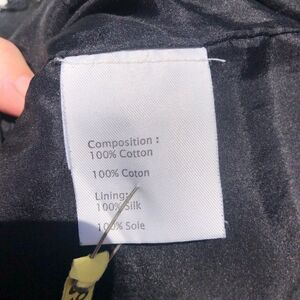 Composition :
100% Cotton
100% Coton
Lining:
100% Silk
100% Soie